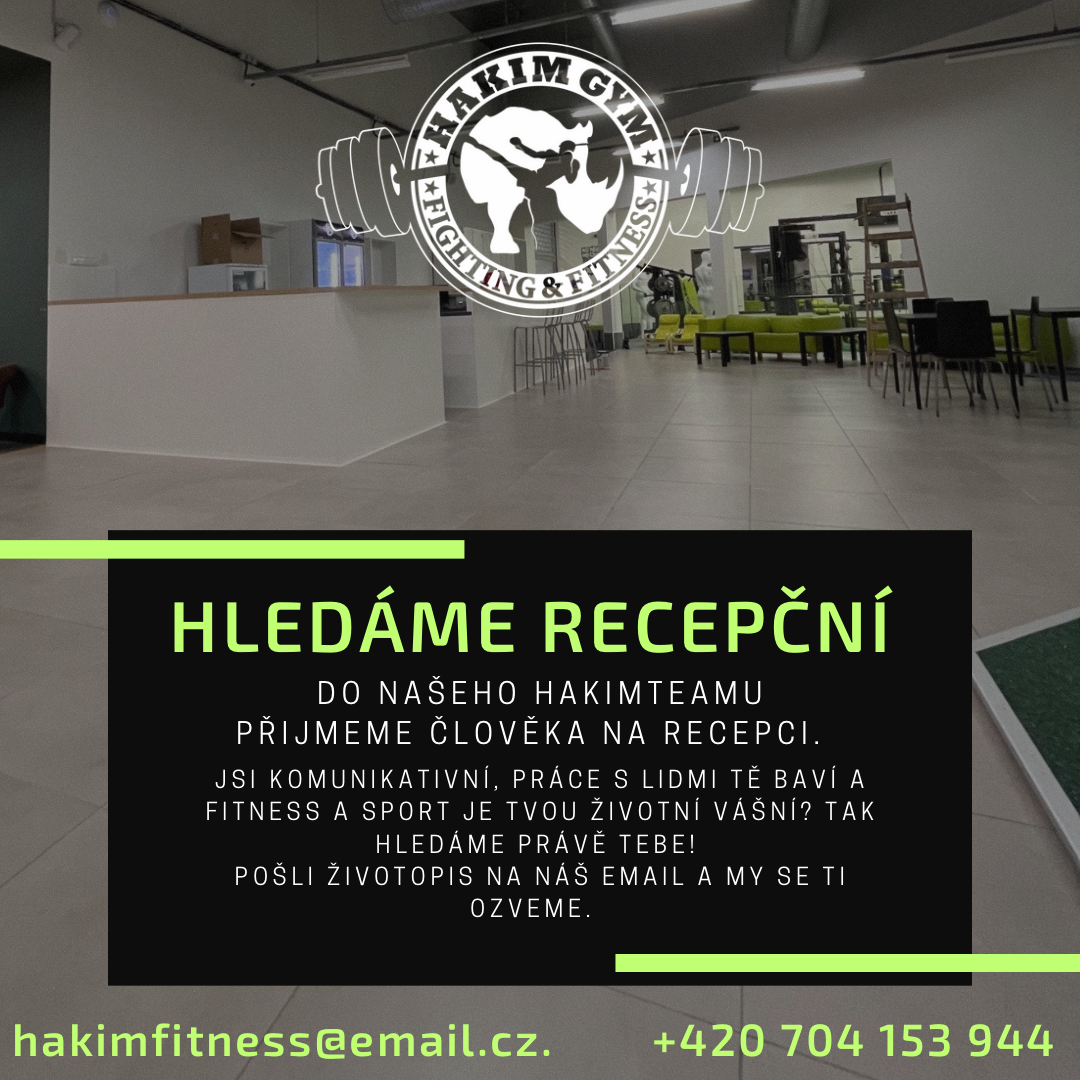 HAKIM GYM
FIGHTING & FITNESS
HLEDÁME RECEPČNÍ
DO NAŠEHO HAKIMTEAMU
PŘIJMEME ČLOVĚKA NA RECEPCI.
JSI KOMUNIKATIVNÍ, PRÁCE S LIDMI TĚ BAVÍ A
FITNESS A SPORT JE TVOU ŽIVOTNÍ VÁŠNÍ? TAK
HLEDÁME PRÁVĚ TEBE!
POŠLI ŽIVOTOPIS NA NÁŠ EMAIL A MY SE TI
OZVEME.
hakimfitness@email.cz. +420 704 153 944